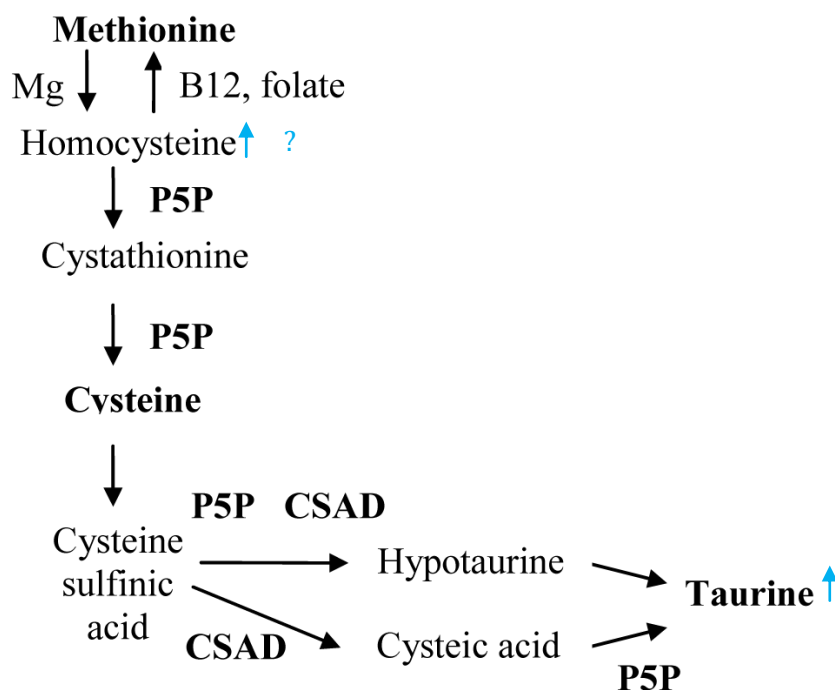 Methionine
Mg B12, folate
Homocysteine ?
P5P
Cystathionine
P5P
Cysteine
P5P CSAD
Cysteine
sulfinic
acid
Hypotaurine
Taurine
CSAD
Cysteic acid
P5P